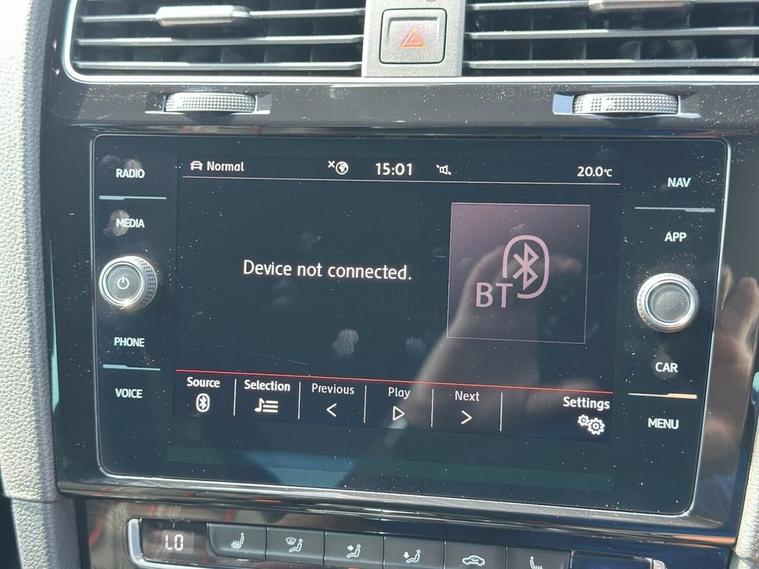 RADIO
MEDIA
PHONE
VOICE
Normal
15:01
20.0°C
Device not connected.
BT
Source
Selection
Previous
Play
Next
Settings
NAV
APP
CAR
MENU
LO